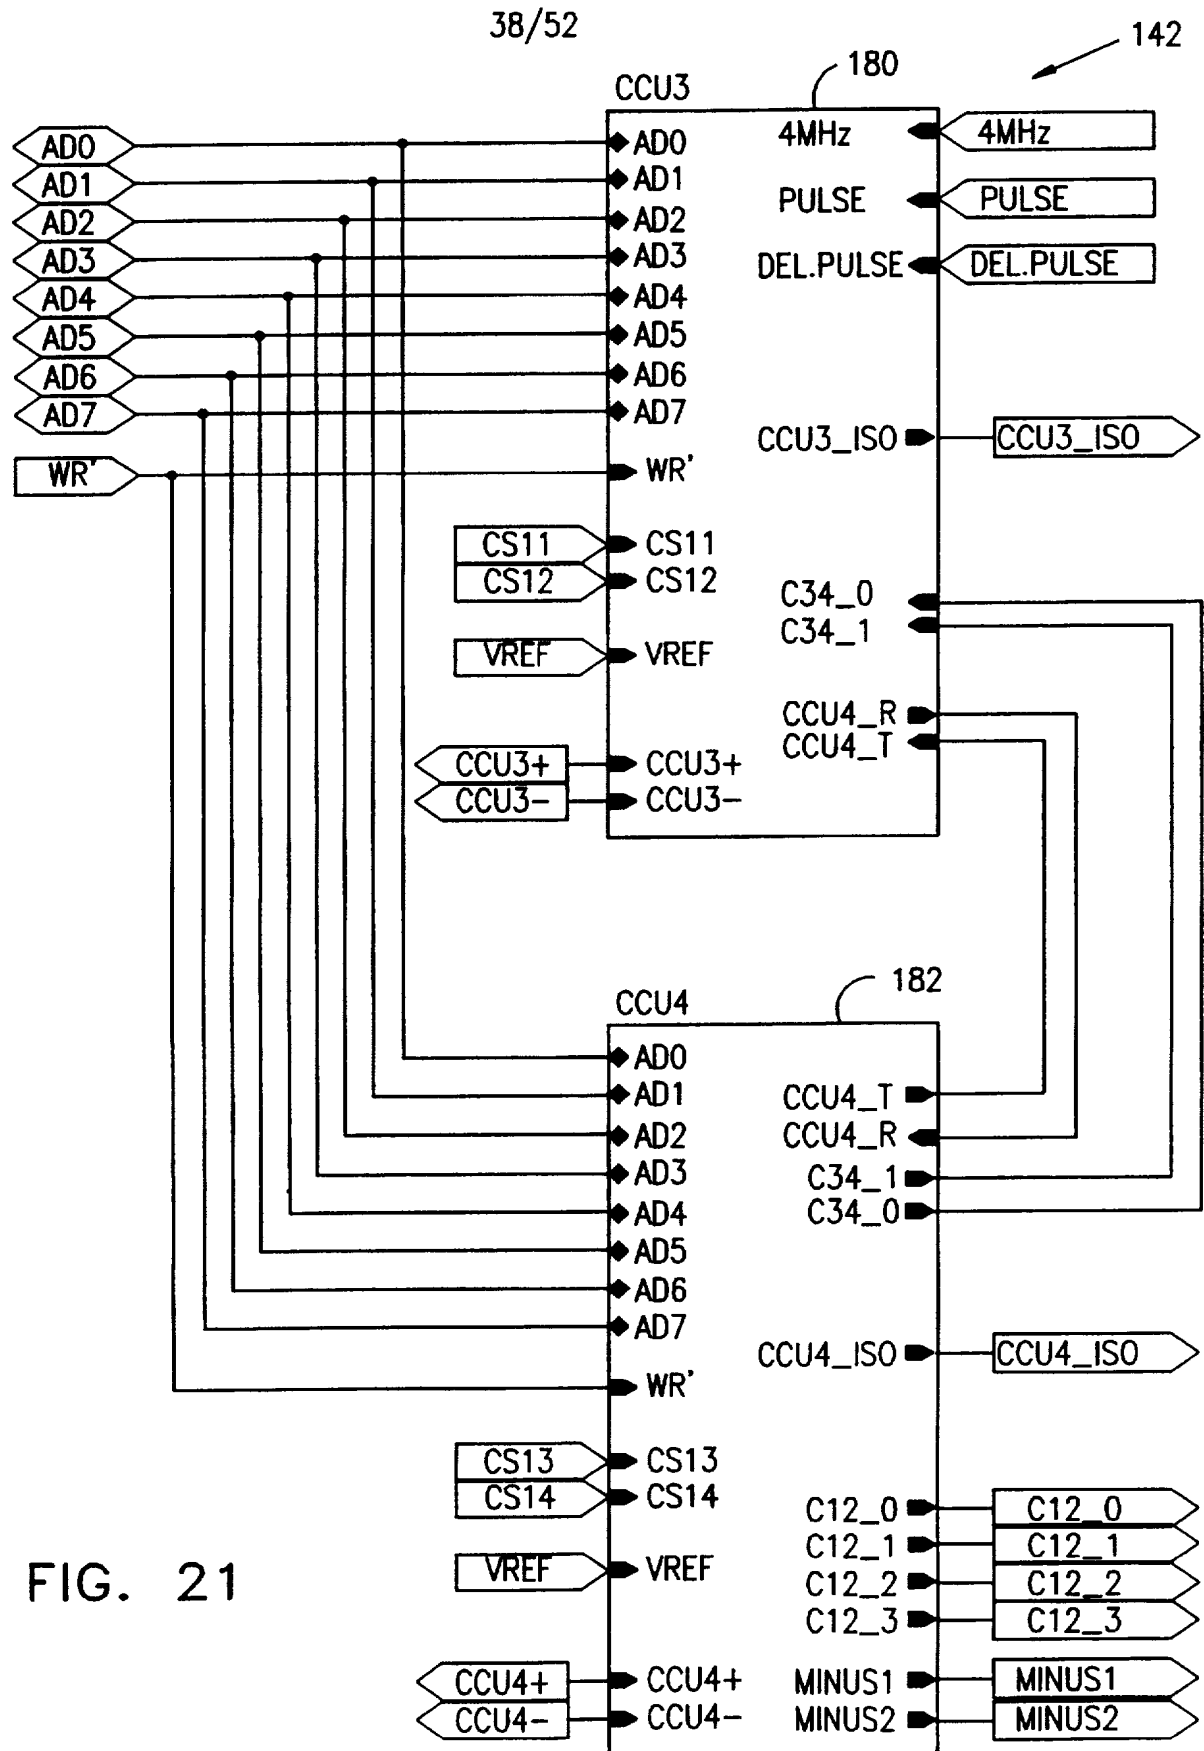 38/52
142
180
CCU3
AD0 AD0 4MHz 4MHz
AD1 AD1
AD2 AD2 PULSE PULSE
AD3 AD3 DEL.PULSE DEL.PULSE
AD4 AD4
AD5 AD5
AD6 AD6
AD7 AD7
CCU3_ISO CCU3_ISO
WR' WR'
CS11 CS11
CS12 CS12
C34_0
C34_1
VREF VREF
CCU4_R
CCU4_T
CCU3+ CCU3+
CCU3- CCU3-
182
CCU4
AD0
AD1 CCU4_T
AD2 CCU4_R
AD3 C34_1
AD4 C34_0
AD5
AD6
AD7
CCU4_ISO CCU4_ISO
WR'
CS13 CS13
CS14 CS14
C12_0 C12_0
C12_1 C12_1
VREF VREF
C12_2 C12_2
FIG. 21
C12_3 C12_3
CCU4+ CCU4+ MINUS1 MINUS1
CCU4- CCU4- MINUS2 MINUS2